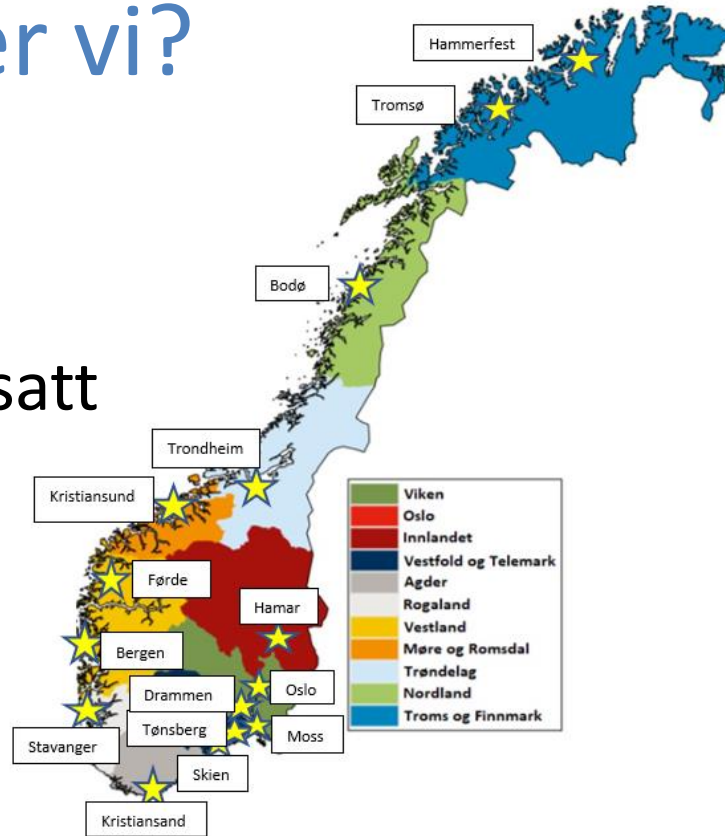 er vi?
Hammerfest
Tromsø
Bodø
satt
Trondheim
Kristiansund
Førde
Hamar
Bergen
Drammen
Oslo
Tønsberg
Moss
Stavanger
Skien
Kristiansand
Viken
Oslo
Innlandet
Vestfold og Telemark
Agder
Rogaland
Vestland
Møre og Romsdal
Trøndelag
Nordland
Troms og Finnmark